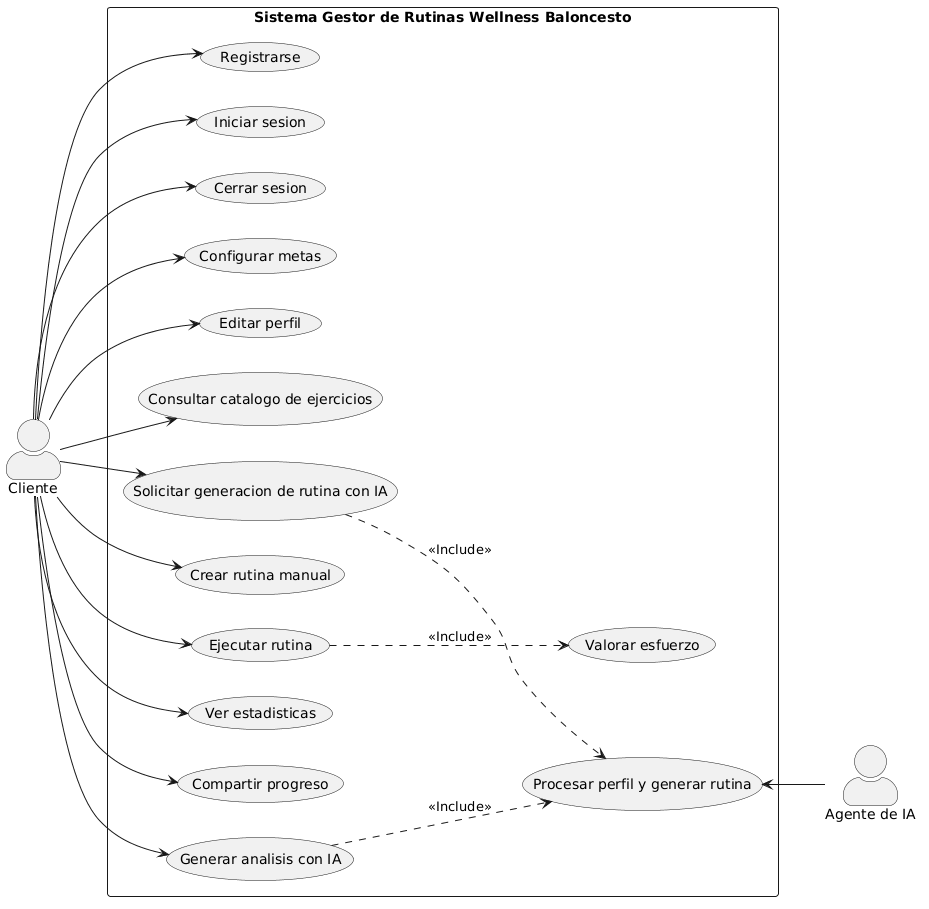 Sistema Gestor de Rutinas Wellness Baloncesto
Registrarse
Iniciar sesion
Cerrar sesion
Configurar metas
Editar perfil
Consultar catalogo de ejercicios
Cliente
Solicitar generacion de rutina con IA
«Include»
Crear rutina manual
Ejecutar rutina
«Include»
Valorar esfuerzo
Ver estadisticas
Compartir progreso
Procesar perfil y generar rutina
Agente de IA
«Include»
Generar analisis con IA